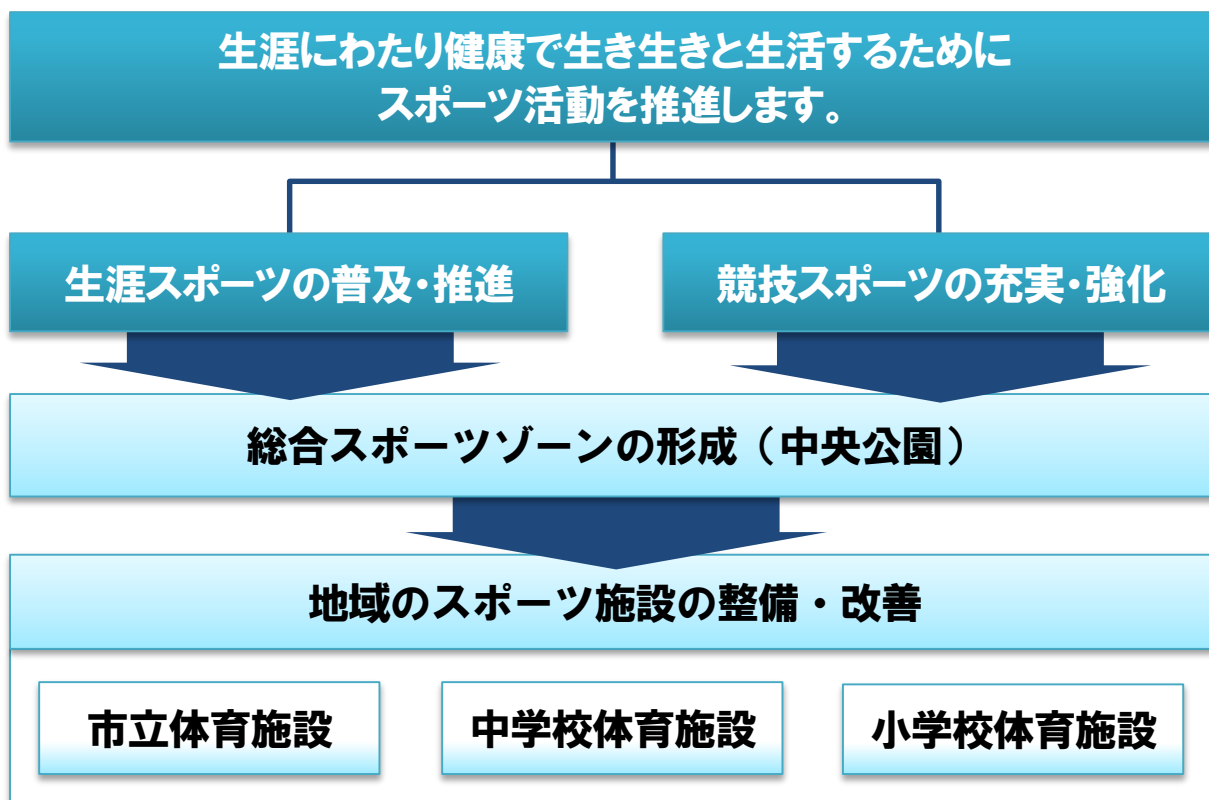 生涯にわたり健康で生き生きと生活するために
スポーツ活動を推進します。
生涯スポーツの普及・推進
競技スポーツの充実・強化
総合スポーツゾーンの形成（中央公園）
地域のスポーツ施設の整備・改善
市立体育施設
中学校体育施設
小学校体育施設